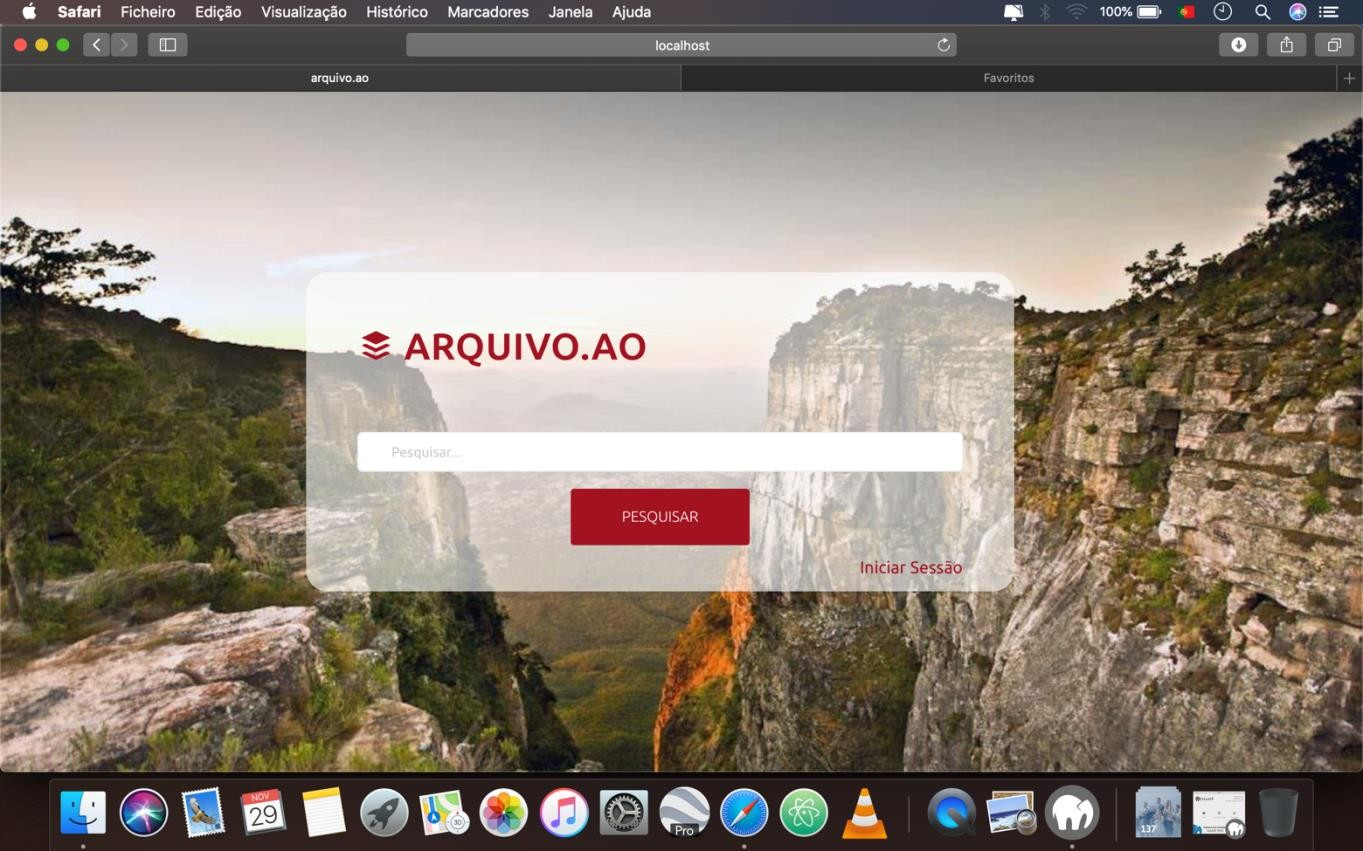 Safari Ficheiro Edição Visualização Histórico Marcadores Janela Ajuda 100%
localhost
arquivo.ao Favoritos
ARQUIVO.AO
Pesquisar...
PESQUISAR
Iniciar Sessão
NOV
29
3D
Pro
137